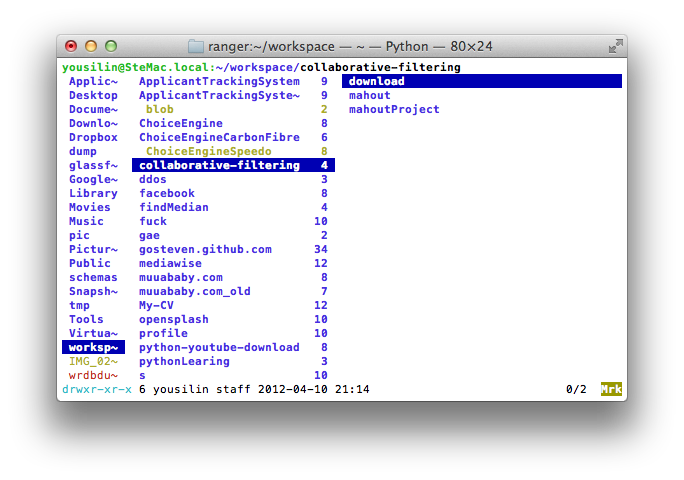 ranger:~/workspace — ~ — Python — 80×24
yousilin@SteMac.local:~/workspace/collaborative-filtering
Applic~ ApplicantTrackingSystem 9 download
Desktop ApplicantTrackingSyste~ 9 mahout
Docume~ blob 2 mahoutProject
Downlo~ ChoiceEngine 8
Dropbox ChoiceEngineCarbonFibre 6
dump ChoiceEngineSpeedo 8
glassf~ collaborative-filtering 4
Google~ ddos 3
Library facebook 8
Movies findMedian 4
Music fuck 10
pic gae 2
Pictur~ gosteven.github.com 34
Public mediawise 12
schemas muuababy.com 8
Snapsh~ muuababy.com_old 7
tmp My-CV 12
Tools opensplash 10
Virtua~ profile 10
worksp~ python-youtube-download 8
IMG_02~ pythonLearing 3
wrdbdu~ s 10
drwxr-xr-x 6 yousilin staff 2012-04-10 21:14 0/2 Mrk